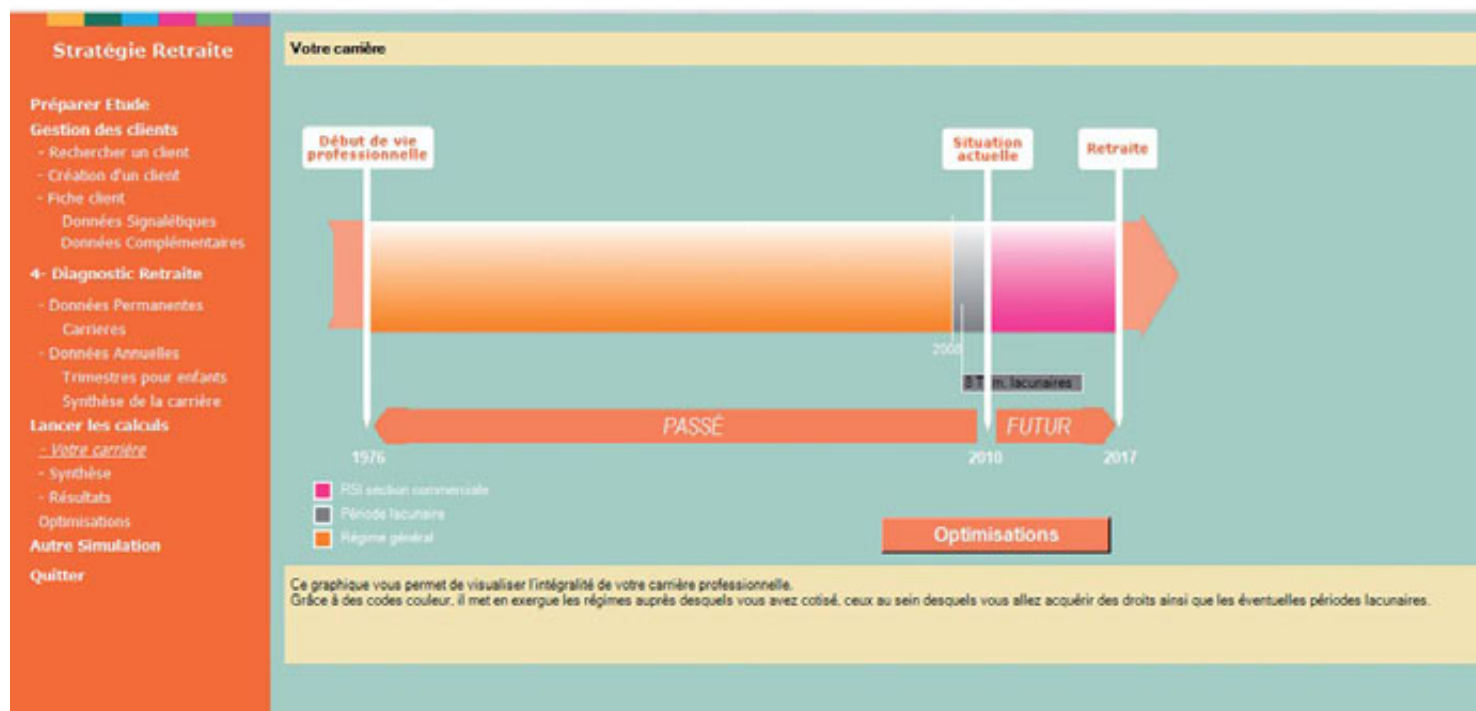 Stratégie Retraite
Préparer Etude
Gestion des clients
- Rechercher un client
- Création d'un client
- Fiche client
Données Signalétiques
Données Complémentaires
4- Diagnostic Retraite
- Données Permanentes
Carrieres
- Données Annuelles
Trimestres pour enfants
Synthèse de la carrière
Lancer les calculs
- Votre carrière
- Synthèse
- Résultats
Optimisations
Autre Simulation
Quitter
Votre carrière
Début de vie
professionnelle
Situation
actuelle
Retraite
8 lacunaires
PASSÉ
FUTUR
1976
2010
2017
RSI section commerciale
Période lacunaire
Régime général
Optimisations
Ce graphique vous permet de visualiser l'intégralité de votre carrière professionnelle.
Grâce à des codes couleur, il met en exergue les régimes auprès desquels vous avez cotisé, ceux au sein desquels vous allez acquérir des droits ainsi que les éventuelles périodes lacunaires.